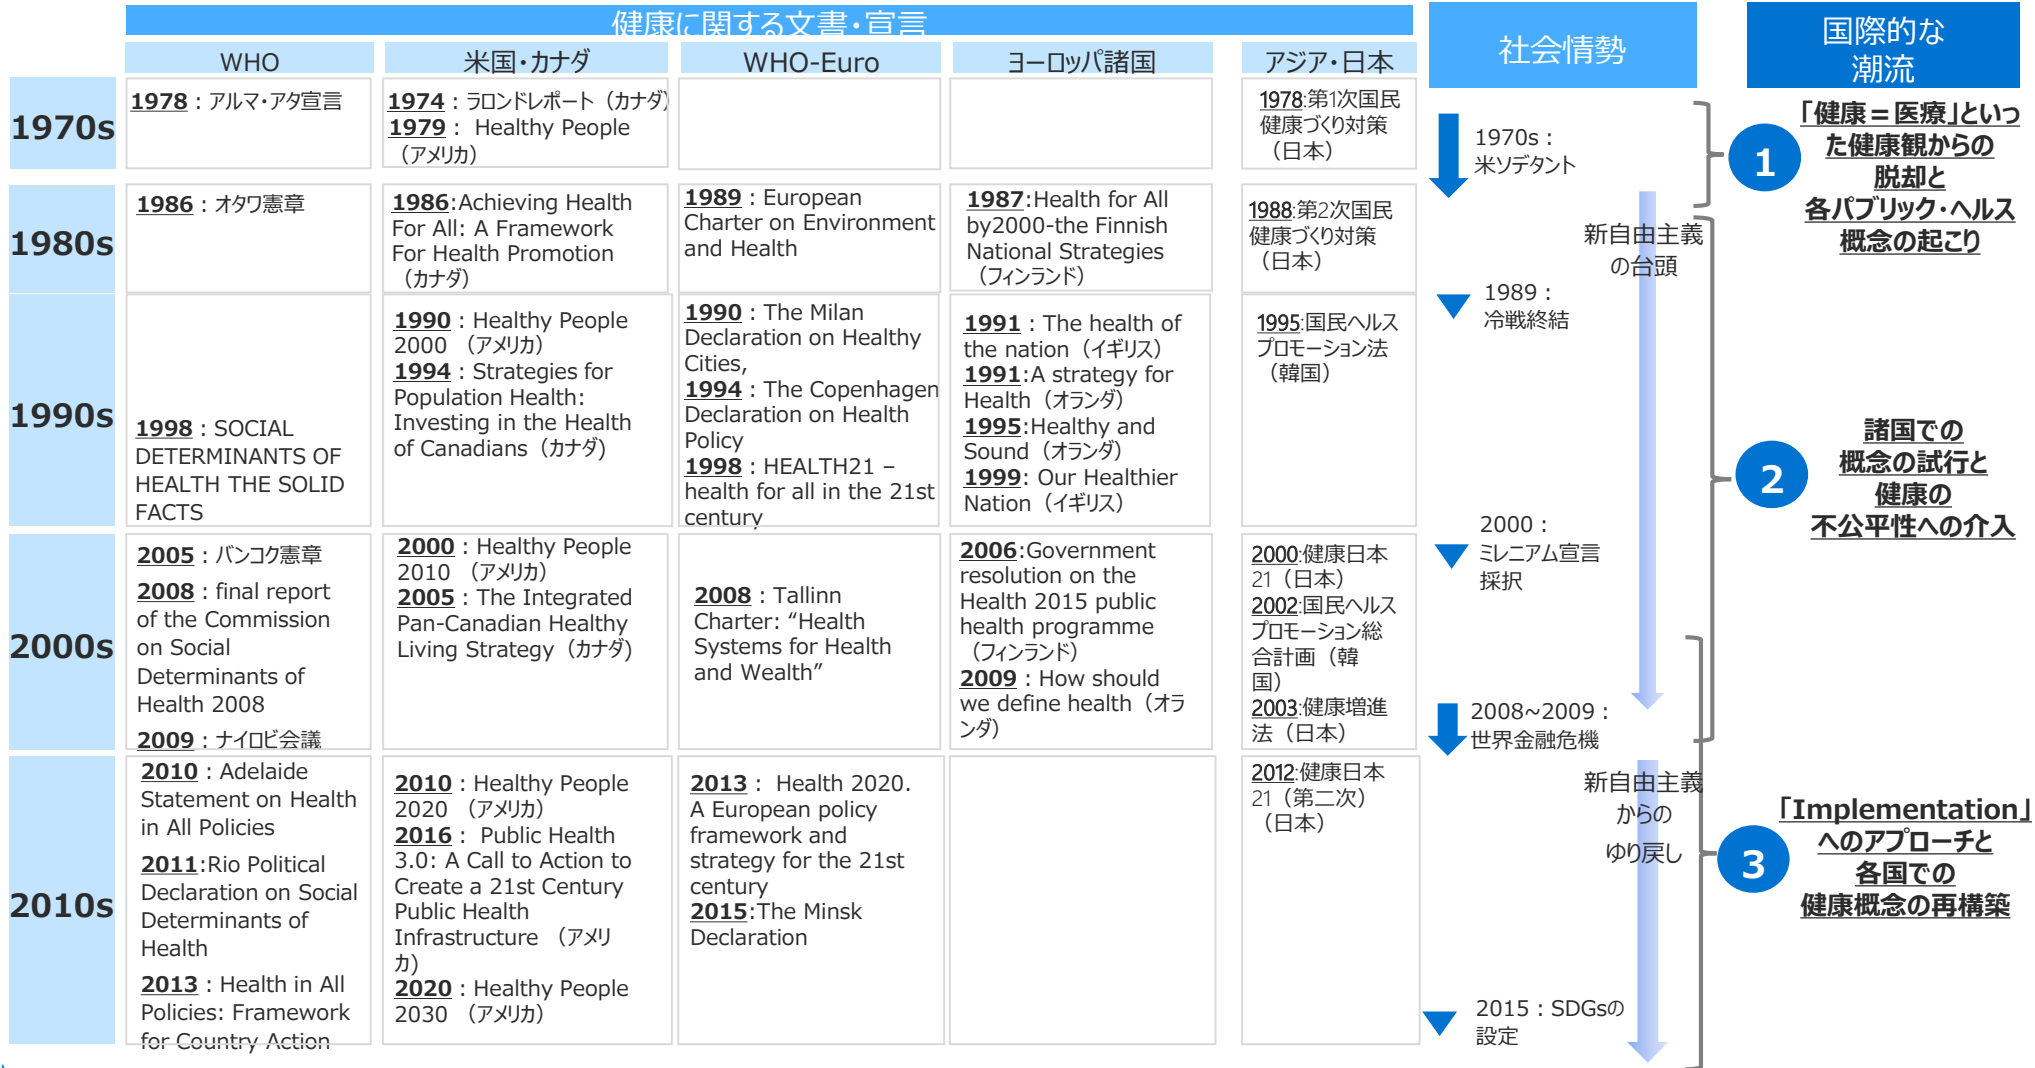 健康に関する文書・宣言
社会情勢
国際的な
潮流
WHO
米国・カナダ
WHO-Euro
ヨーロッパ諸国
アジア・日本
1970s
1978：アルマ・アタ宣言
1974：ラロンドレポート（カナダ）
1979： Healthy People
（アメリカ）
1978:第1次国民
健康づくり対策
（日本）
1970s：
米ソデタント
1
「健康＝医療」といっ
た健康観からの
脱却と
各パブリック・ヘルス
概念の起こり
1980s
1986：オタワ憲章
1986:Achieving Health
For All: A Framework
For Health Promotion
（カナダ）
1989：European
Charter on Environment
and Health
1987:Health for All
by2000-the Finnish
National Strategies
（フィンランド）
1988:第2次国民
健康づくり対策
（日本）
新自由主義
の台頭
1989：
冷戦終結
1990s
1998：SOCIAL
DETERMINANTS OF
HEALTH THE SOLID
FACTS
1990：Healthy People
2000 （アメリカ）
1994：Strategies for
Population Health:
Investing in the Health
of Canadians（カナダ）
1990：The Milan
Declaration on Healthy
Cities,
1994：The Copenhagen
Declaration on Health
Policy
1998：HEALTH21 –
health for all in the 21st
century
1991：The health of
the nation（イギリス）
1991:A strategy for
Health（オランダ）
1995:Healthy and
Sound（オランダ）
1999: Our Healthier
Nation（イギリス）
1995:国民ヘルス
プロモーション法
（韓国）
2
諸国での
概念の試行と
健康の
不公平性への介入
2000：
ミレニアム宣言
採択
2000s
2005：バンコク憲章
2008：final report
of the Commission
on Social
Determinants of
Health 2008
2009：ナイロビ会議
2000：Healthy People
2010 （アメリカ）
2005：The Integrated
Pan-Canadian Healthy
Living Strategy（カナダ）
2008：Tallinn
Charter: “Health
Systems for Health
and Wealth”
2006:Government
resolution on the
Health 2015 public
health programme
（フィンランド）
2009：How should
we define health（オラ
ンダ）
2000:健康日本
21（日本）
2002:国民ヘルス
プロモーション総
合計画（韓
国）
2003:健康増進
法（日本）
2008~2009：
世界金融危機
2010s
2010：Adelaide
Statement on Health
in All Policies
2011:Rio Political
Declaration on Social
Determinants of
Health
2013：Health in All
Policies: Framework
for Country Action
2010：Healthy People
2020 （アメリカ）
2016： Public Health
3.0: A Call to Action to
Create a 21st Century
Public Health
Infrastructure （アメリ
カ）
2020：Healthy People
2030 （アメリカ）
2013： Health 2020.
A European policy
framework and
strategy for the 21st
century
2015:The Minsk
Declaration
2012:健康日本
21（第二次）
（日本）
新自由主義
からの
ゆり戻し
2015：SDGsの
設定
3
「Implementation」
へのアプローチと
各国での
健康概念の再構築